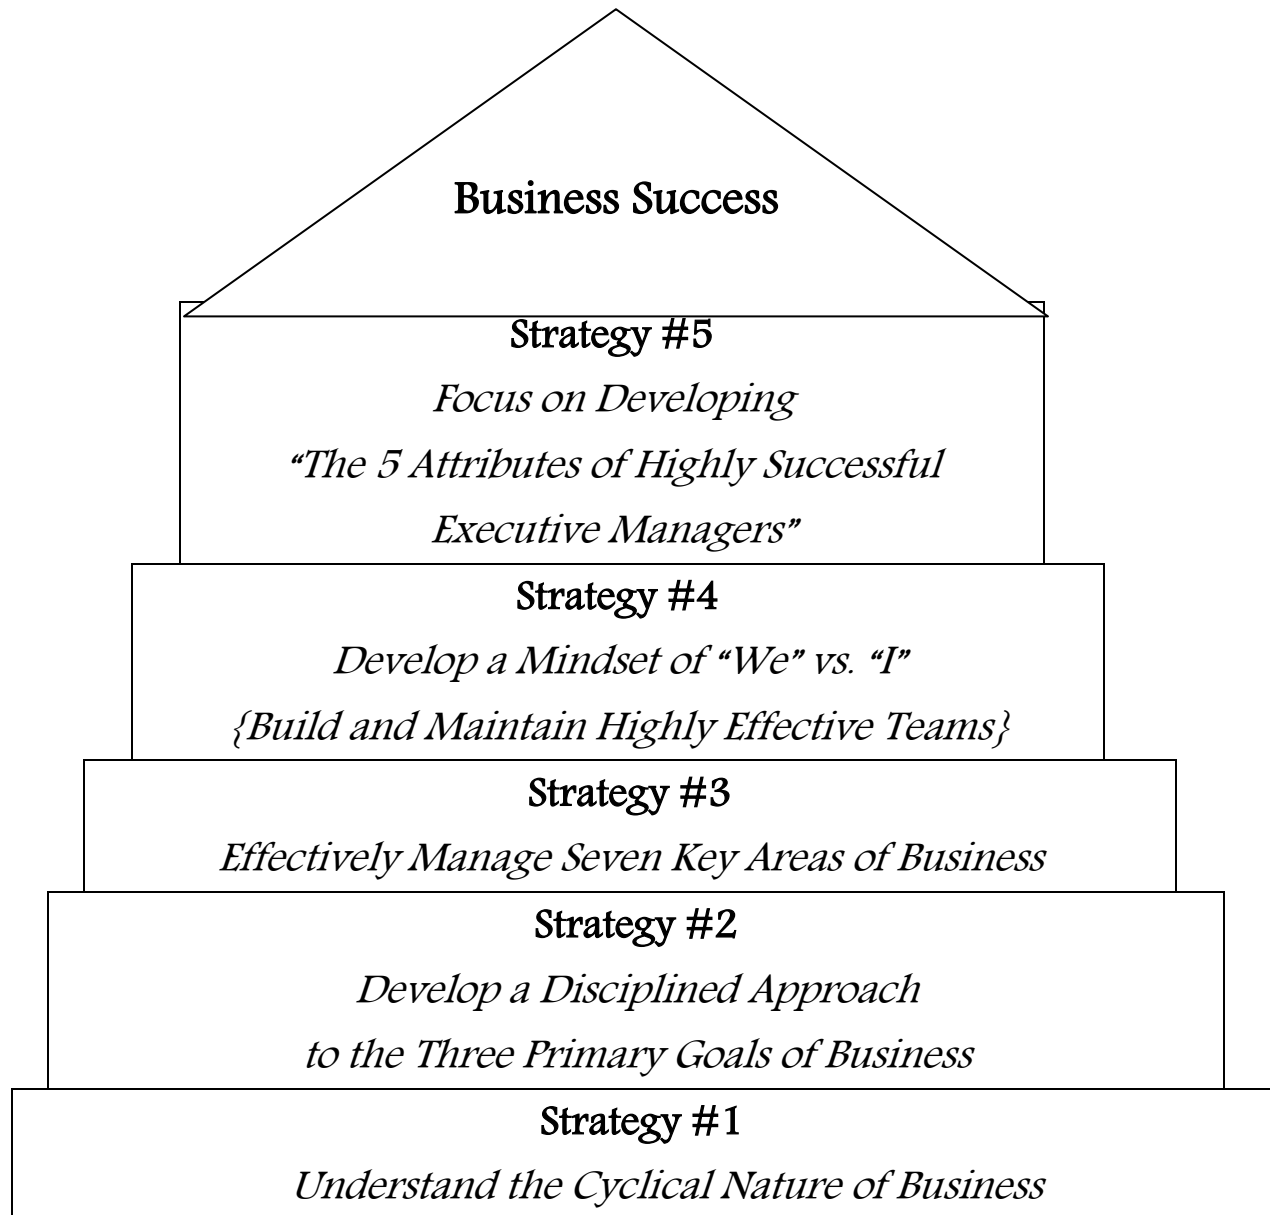 Business Success
Strategy #5
Focus on Developing
“The 5 Attributes of Highly Successful
Executive Managers”
Strategy #4
Develop a Mindset of “We” vs. “I”
{Build and Maintain Highly Effective Teams}
Strategy #3
Effectively Manage Seven Key Areas of Business
Strategy #2
Develop a Disciplined Approach
to the Three Primary Goals of Business
Strategy #1
Understand the Cyclical Nature of Business